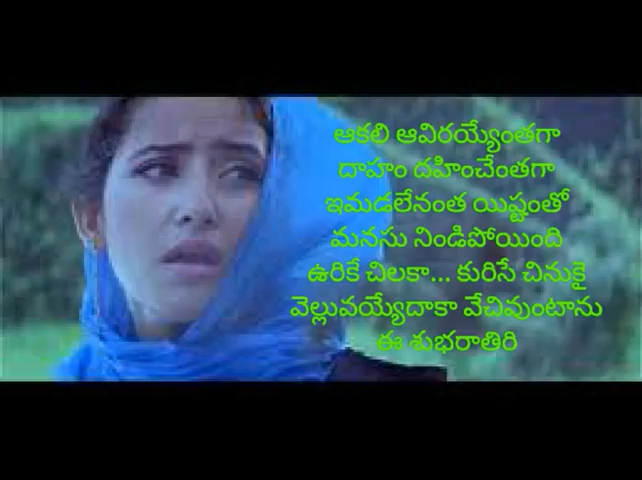 ఆకలి ఆవిరయ్యేంతగా
దాహం దహించేంతగా
ఇమడలేనంత యిష్టంతో
మనసు నిండిపోయింది
ఉరికే చిలకా... కురిసే చినుకై
వెల్లువయ్యేదాకా వేచివుంటాను
ఈ శుభరాతిరి